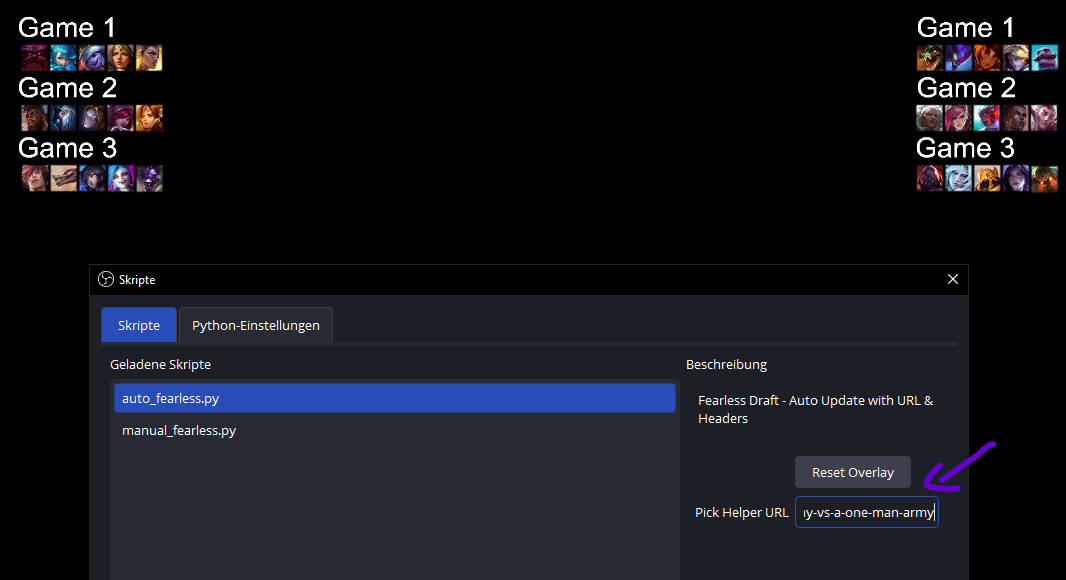 Game 1
Game 1
Game 2
Game 2
Game 3
Game 3
Skripte
Skripte
Python-Einstellungen
Geladene Skripte
Beschreibung
auto_fearless.py
manual_fearless.py
Fearless Draft - Auto Update with URL &
Headers
Reset Overlay
Pick Helper URL
-vs-a-one-man-army